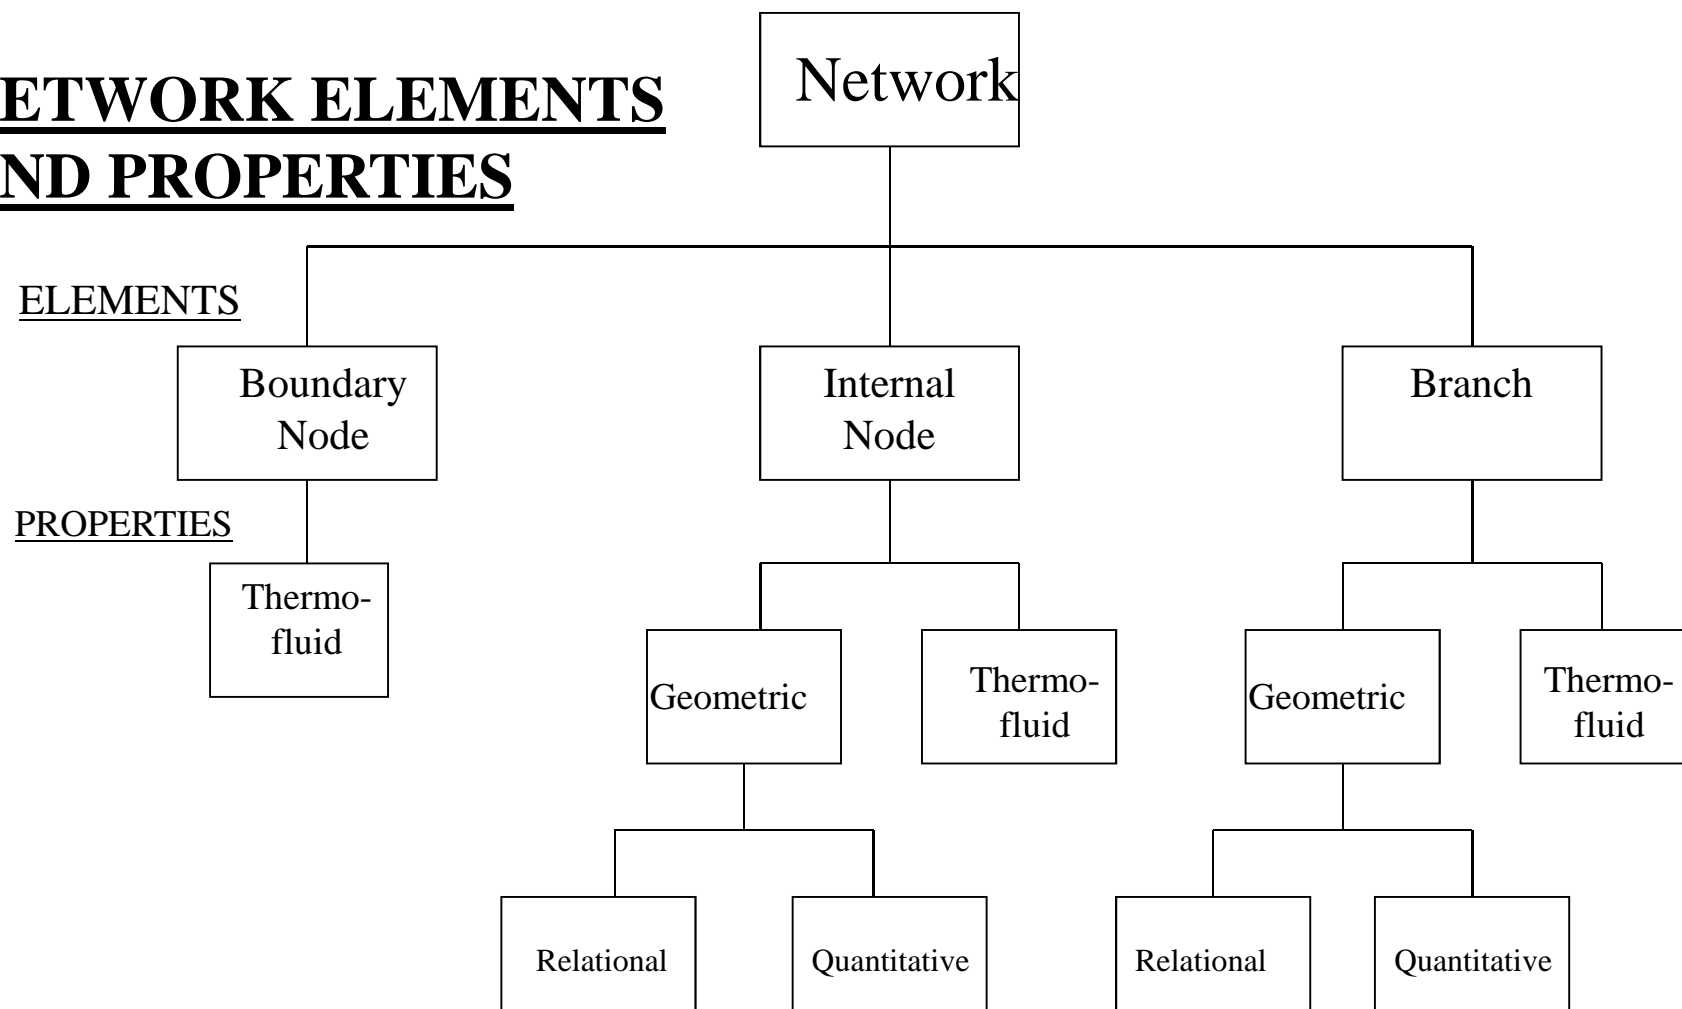 ETWORK ELEMENTS
ND PROPERTIES
Network
ELEMENTS
Boundary
Node
Internal
Node
Branch
PROPERTIES
Thermo-
fluid
Geometric
Thermo-
fluid
Geometric
Thermo-
fluid
Relational
Quantitative
Relational
Quantitative